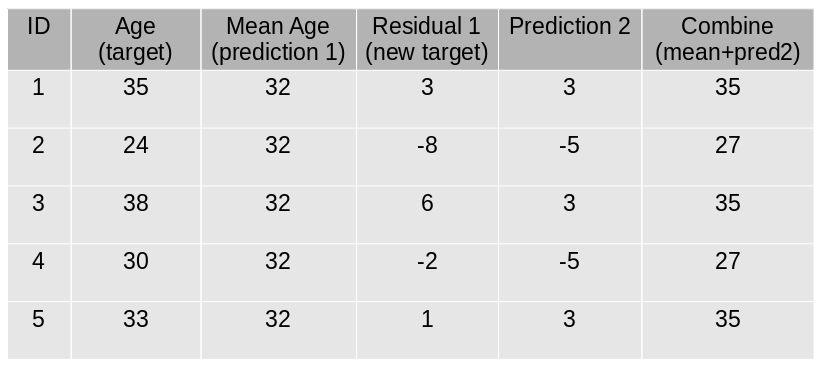 ID Age Mean Age Residual 1 Prediction 2 Combine
(target) (prediction 1) (new target) (mean+pred2)
1 35 32 3 3 35
2 24 32 -8 -5 27
3 38 32 6 3 35
4 30 32 -2 -5 27
5 33 32 1 3 35